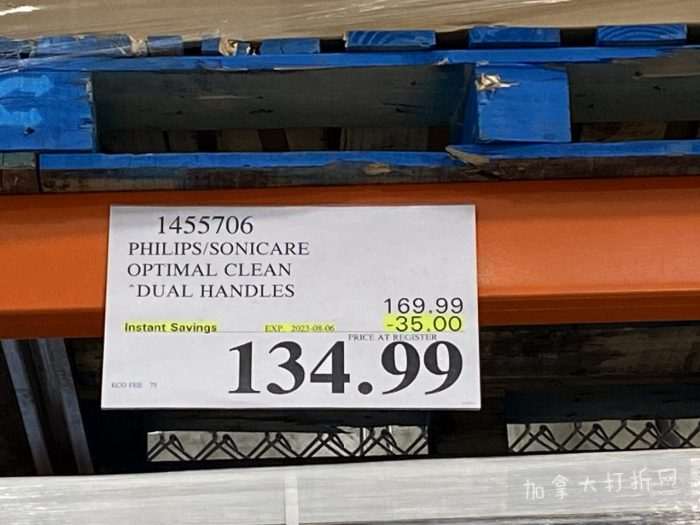 1455706
PHILIPS/SONICARE
OPTIMAL CLEAN
^DUAL HANDLES
169.99
Instant Savings EXP. 2023-08-06 -35.00
PRICE AT REGISTER
134.99
ECO FEE 75
加拿大打折网